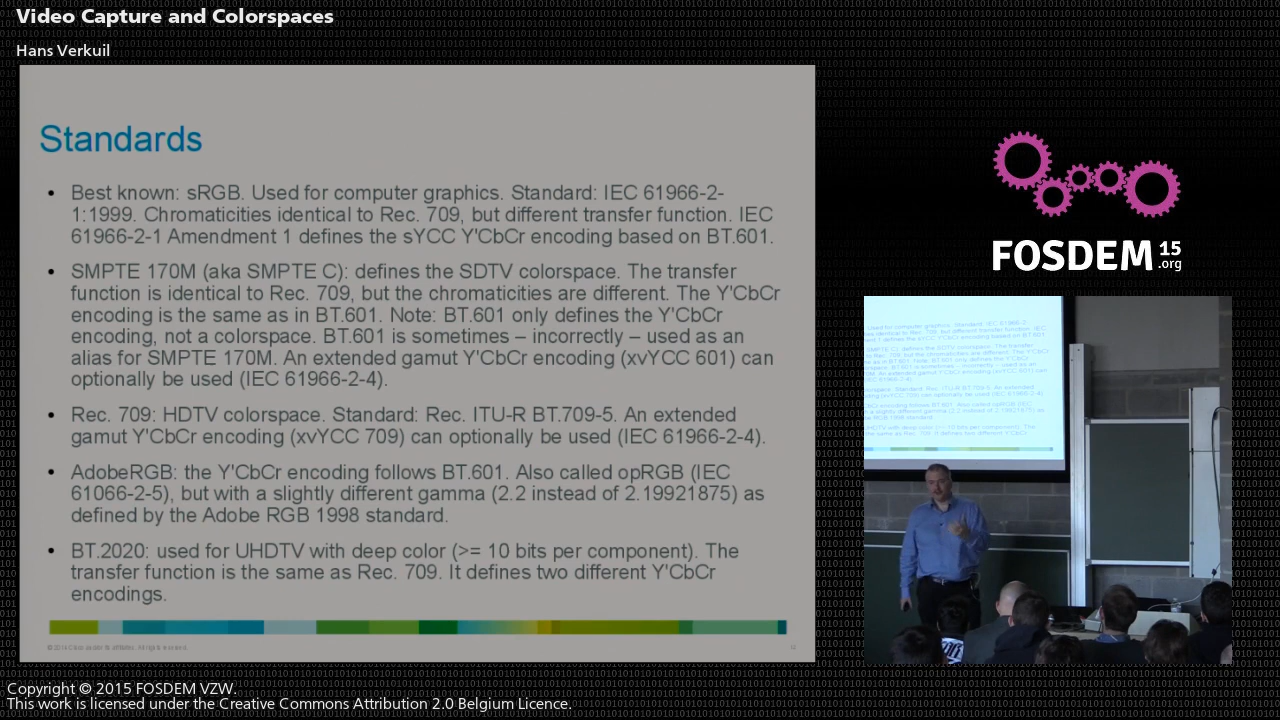 Video Capture and Colorspaces
Hans Verkuil
Standards
• Best known: sRGB. Used for computer graphics. Standard: IEC 61966-2-
1:1999. Chromaticities identical to Rec. 709, but different transfer function. IEC
61966-2-1 Amendment 1 defines the sYCC Y'CbCr encoding based on BT.601.
• SMPTE 170M (aka SMPTE C): defines the SDTV colorspace. The transfer
function is identical to Rec. 709, but the chromaticities are different. The Y'CbCr
encoding is the same as in BT.601. Note: BT.601 only defines the Y'CbCr
encoding, not a colorspace. BT.601 is sometimes – incorrectly – used as an
alias for SMPTE 170M. An extended gamut Y'CbCr encoding (xvYCC 601) can
optionally be used (IEC 61966-2-4).
• Rec. 709: HDTV colorspace. Standard: Rec. ITU-R BT.709-5. An extended
gamut Y'CbCr encoding (xvYCC 709) can optionally be used (IEC 61966-2-4).
• AdobeRGB: the Y'CbCr encoding follows BT.601. Also called opRGB (IEC
61066-2-5), but with a slightly different gamma (2.2 instead of 2.19921875) as
defined by the Adobe RGB 1998 standard.
• BT.2020: used for UHDTV with deep color (>= 10 bits per component). The
transfer function is the same as Rec. 709. It defines two different Y'CbCr
encodings.
FOSDEM 15
.org
Copyright © 2015 FOSDEM VZW.
This work is licensed under the Creative Commons Attribution 2.0 Belgium Licence.